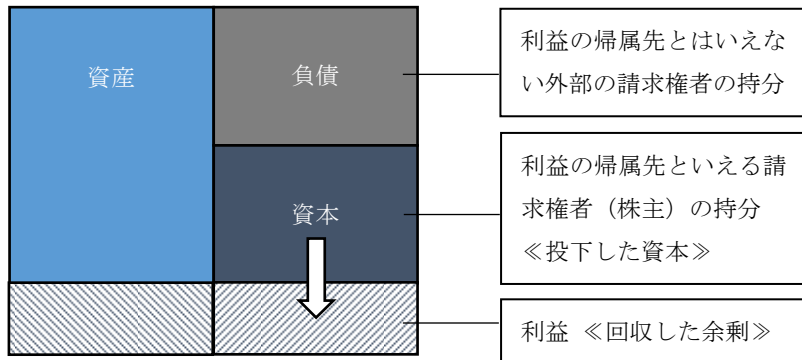 資産
負債
資本
利益の帰属先とはいえな
い外部の請求権者の持分
利益の帰属先といえる請
求権者（株主）の持分
≪投下した資本≫
利益 ≪回収した余剰≫